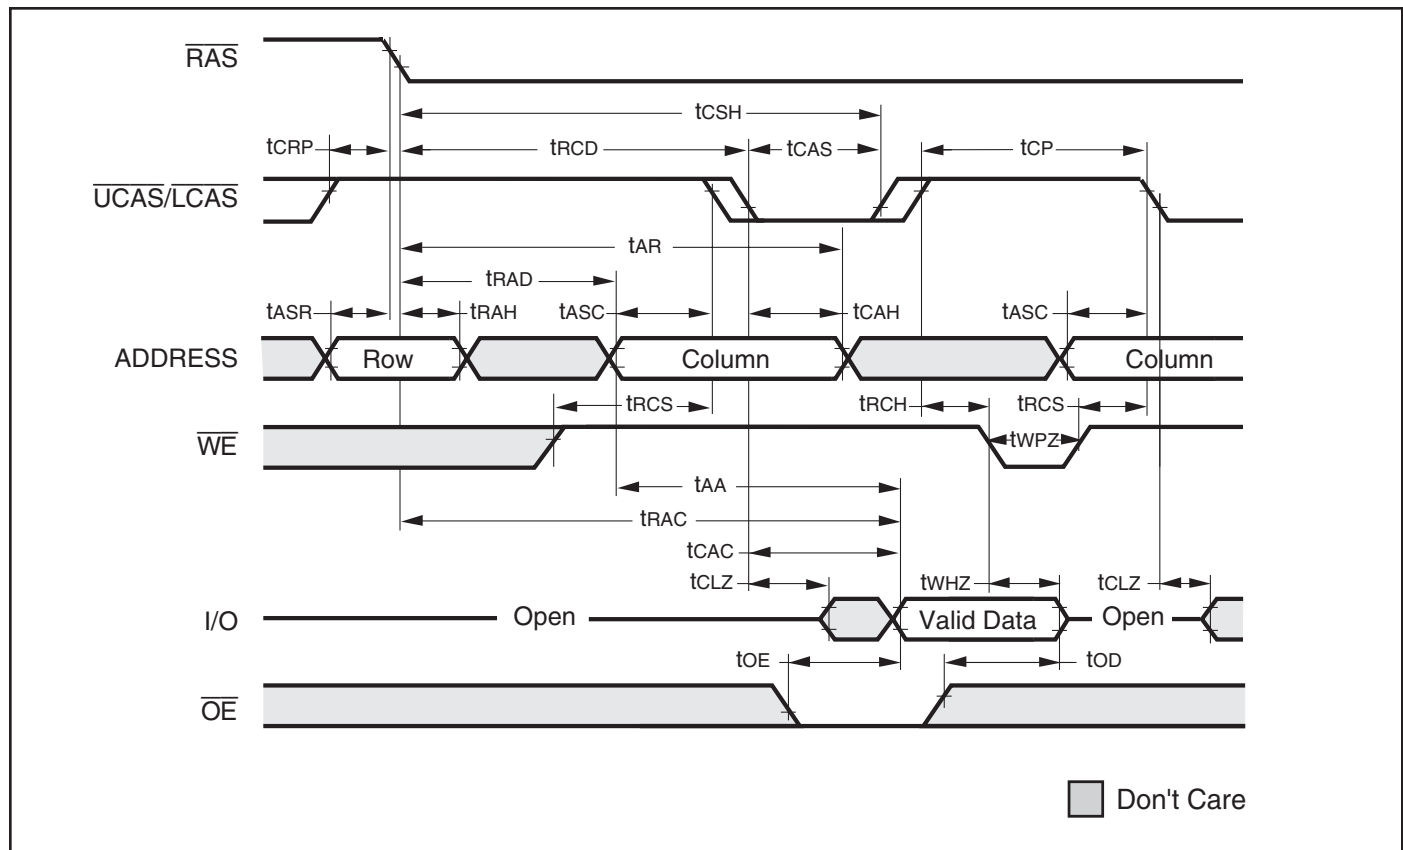 RAS
tCSH
tCRP tRCD tCAS tCP
UCAS/LCAS
tAR
tRAD
tASR tRAH tASC tCAH tASC
ADDRESS Row Column Column
tRCS tRCH tRCS
WE tWPZ
tAA
tRAC
tCAC
tCLZ tWHZ tCLZ
I/O Open Valid Data Open
tOE tOD
OE
Don't Care